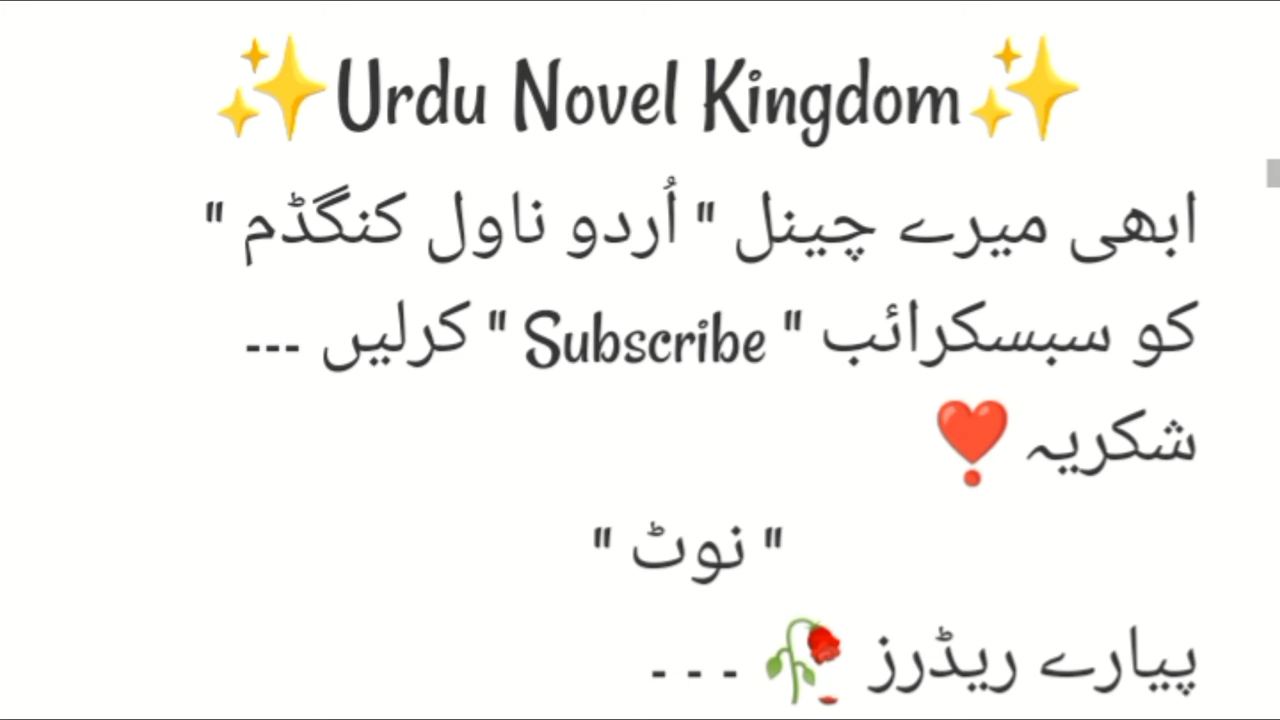 ✨Urdu Novel Kingdom✨
ابھی میرے چینل " اُردو ناول کنگڈم "
کو سبسکرائب " Subscribe " کرلیں ---
شکریہ ❣️
" نوٹ "
پیارے ریڈرز 🥀 - - -